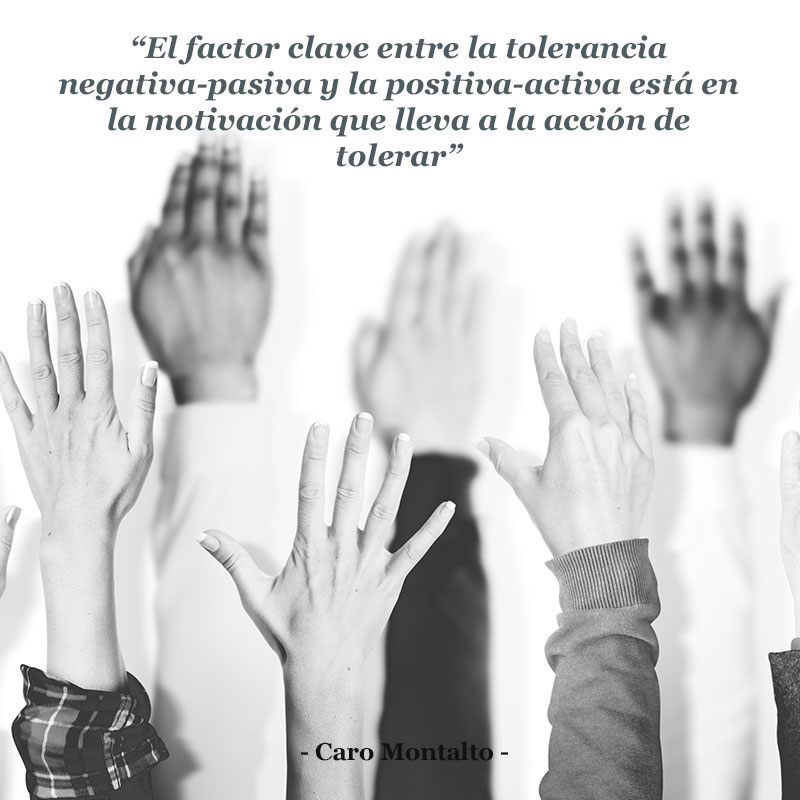 “El factor clave entre la tolerancia
negativa-pasiva y la positiva-activa está en
la motivación que lleva a la acción de
tolerar”
- Caro Montalto -